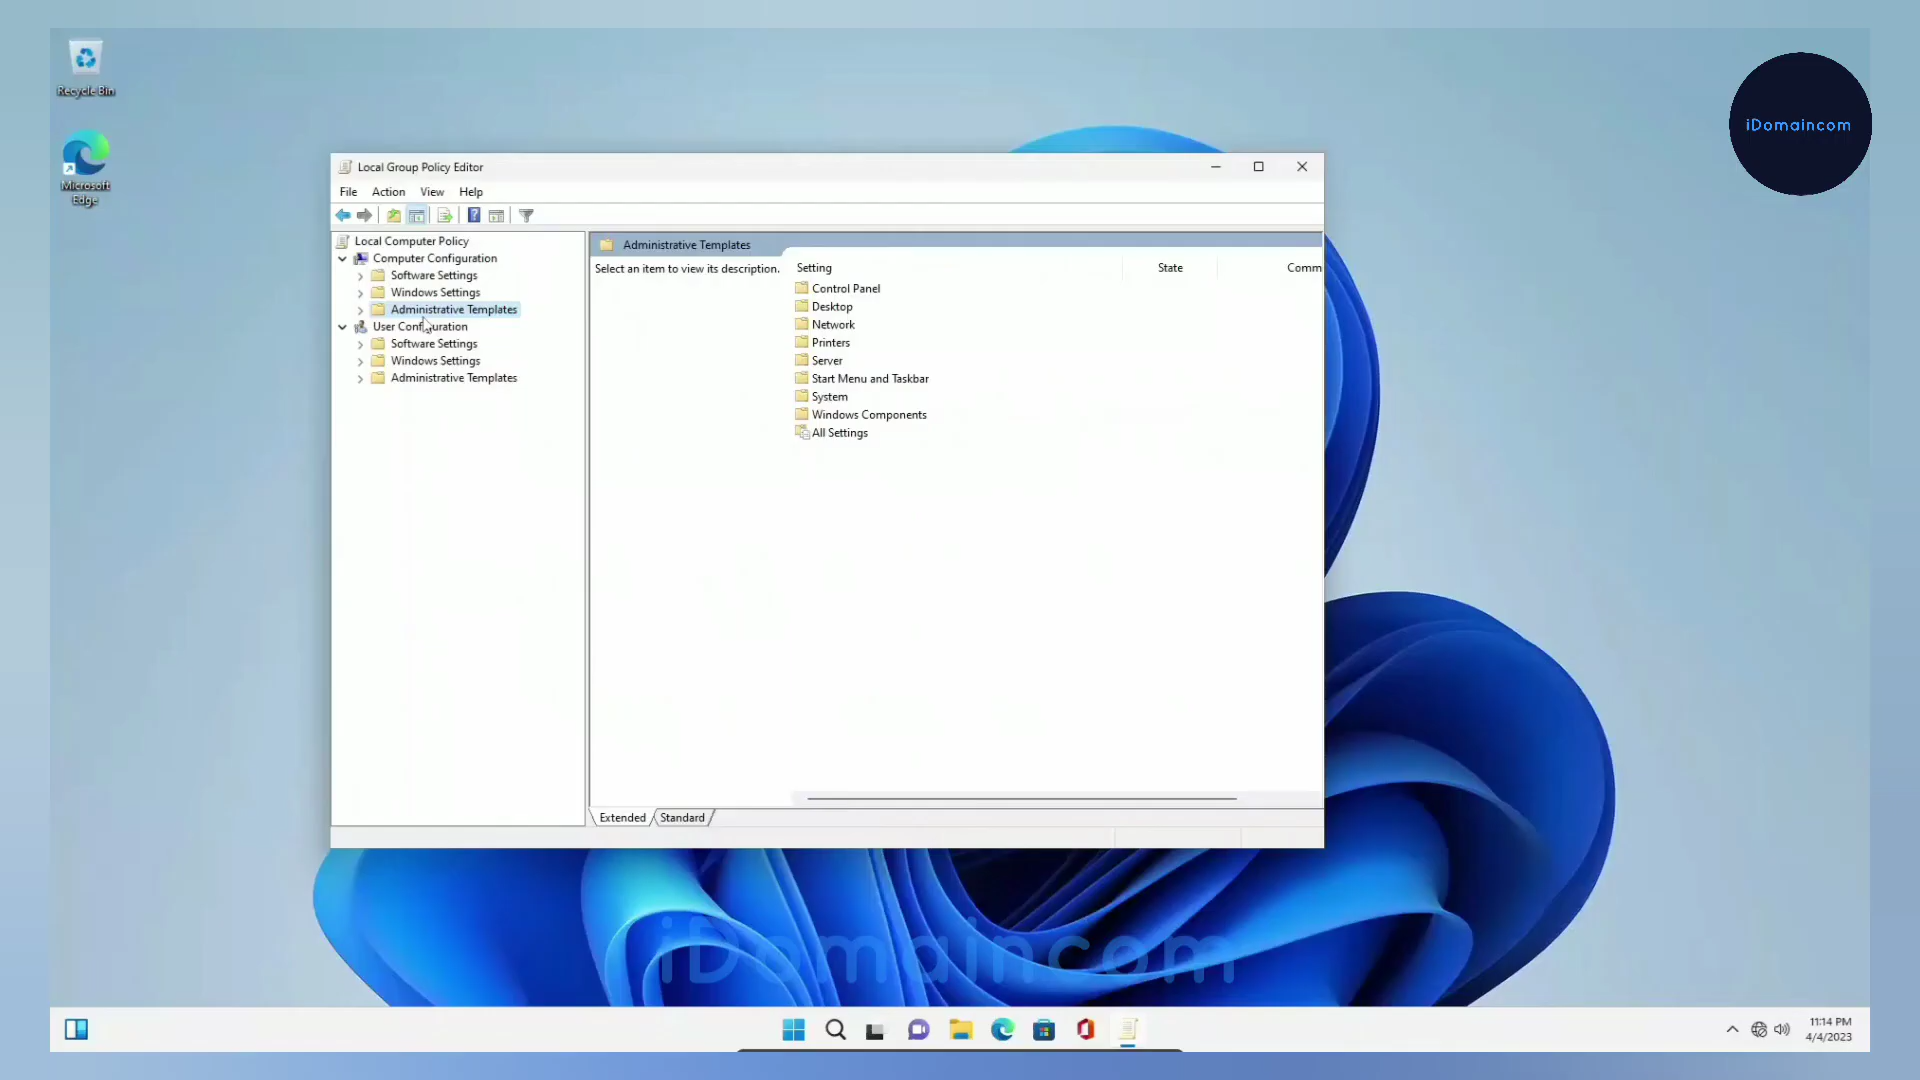 Recycle Bin
Microsoft
Edge
iDomaincom
Local Group Policy Editor
File Action View Help
Local Computer Policy
Computer Configuration
Software Settings
Windows Settings
Administrative Templates
User Configuration
Software Settings
Windows Settings
Administrative Templates
Administrative Templates
Select an item to view its description.
Setting State Comm
Control Panel
Desktop
Network
Printers
Server
Start Menu and Taskbar
System
Windows Components
All Settings
Extended Standard
iDomaincom
11:14 PM
4/4/2023